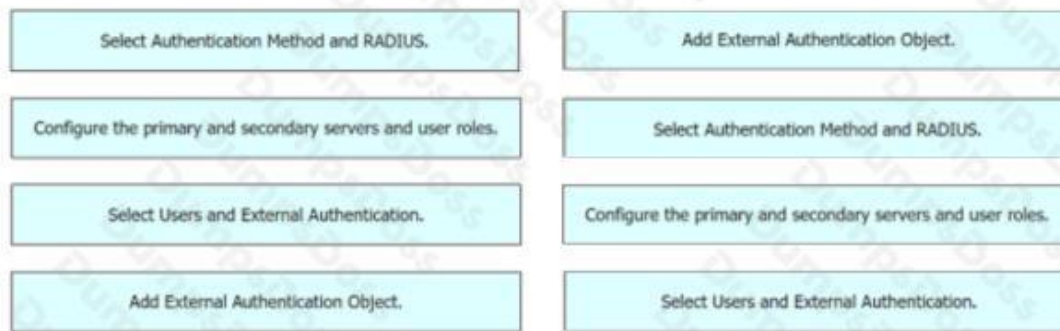 Select Authentication Method and RADIUS.
Add External Authentication Object.
Configure the primary and secondary servers and user roles.
Select Authentication Method and RADIUS.
Select Users and External Authentication.
Configure the primary and secondary servers and user roles.
Add External Authentication Object.
Select Users and External Authentication.